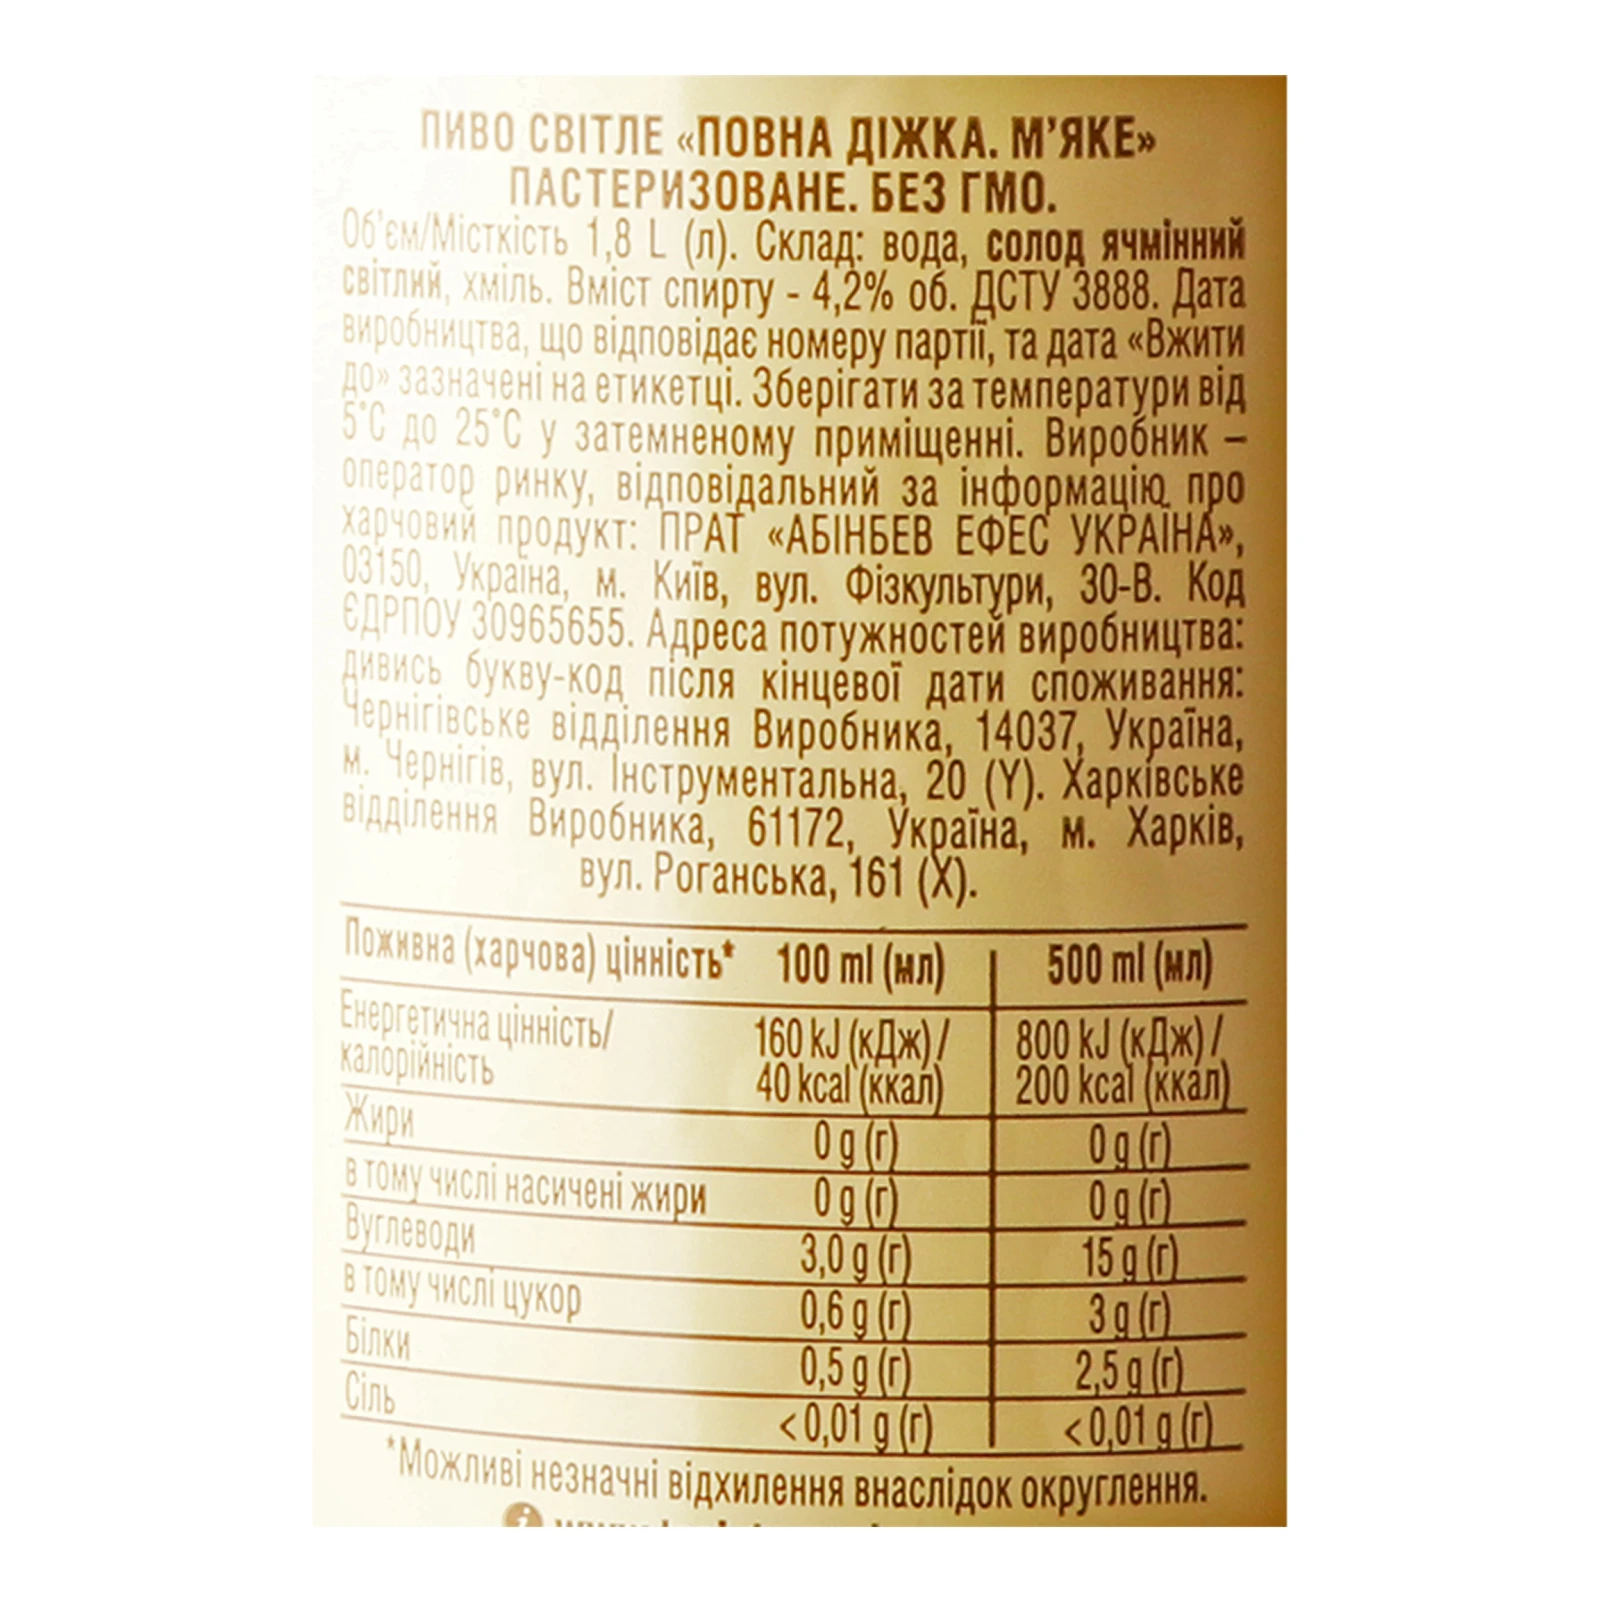 ПИВО СВІТЛЕ «ПОВНА ДІЖКА. М’ЯКЕ»
ПАСТЕРИЗОВАНЕ. БЕЗ ГМО.
Об’єм/Місткість 1,8 L (л). Склад: вода, солод ячмінний
світлий, хміль. Вміст спирту - 4,2% об. ДСТУ 3888. Дата
виробництва, що відповідає номеру партії, та дата «Вжити
до» зазначені на етикетці. Зберігати за температури від
5°С до 25°С у затемненому приміщенні. Виробник –
оператор ринку, відповідальний за інформацію про
харчовий продукт: ПРАТ «АБІНБЕВ ЕФЕС УКРАЇНА»,
03150, Україна, м. Київ, вул. Фізкультури, 30-В. Код
ЄДРПОУ 30965655. Адреса потужностей виробництва:
дивись букву-код після кінцевої дати споживання:
Чернігівське відділення Виробника, 14037, Україна,
м. Чернігів, вул. Інструментальна, 20 (Y). Харківське
відділення Виробника, 61172, Україна, м. Харків,
вул. Роганська, 161 (X).
Поживна (харчова) цінність* 100 ml (мл) 500 ml (мл)
Енергетична цінність/ 160 kJ (кДж) / 800 kJ (кДж) /
калорійність 40 kcal (ккал) 200 kcal (ккал)
Жири 0 g (г) 0 g (г)
в тому числі насичені жири 0 g (г) 0 g (г)
Вуглеводи 3,0 g (г) 15 g (г)
в тому числі цукор 0,6 g (г) 3 g (г)
Білки 0,5 g (г) 2,5 g (г)
Сіль < 0,01 g (г) < 0,01 g (г)
*Можливі незначні відхилення внаслідок округлення.